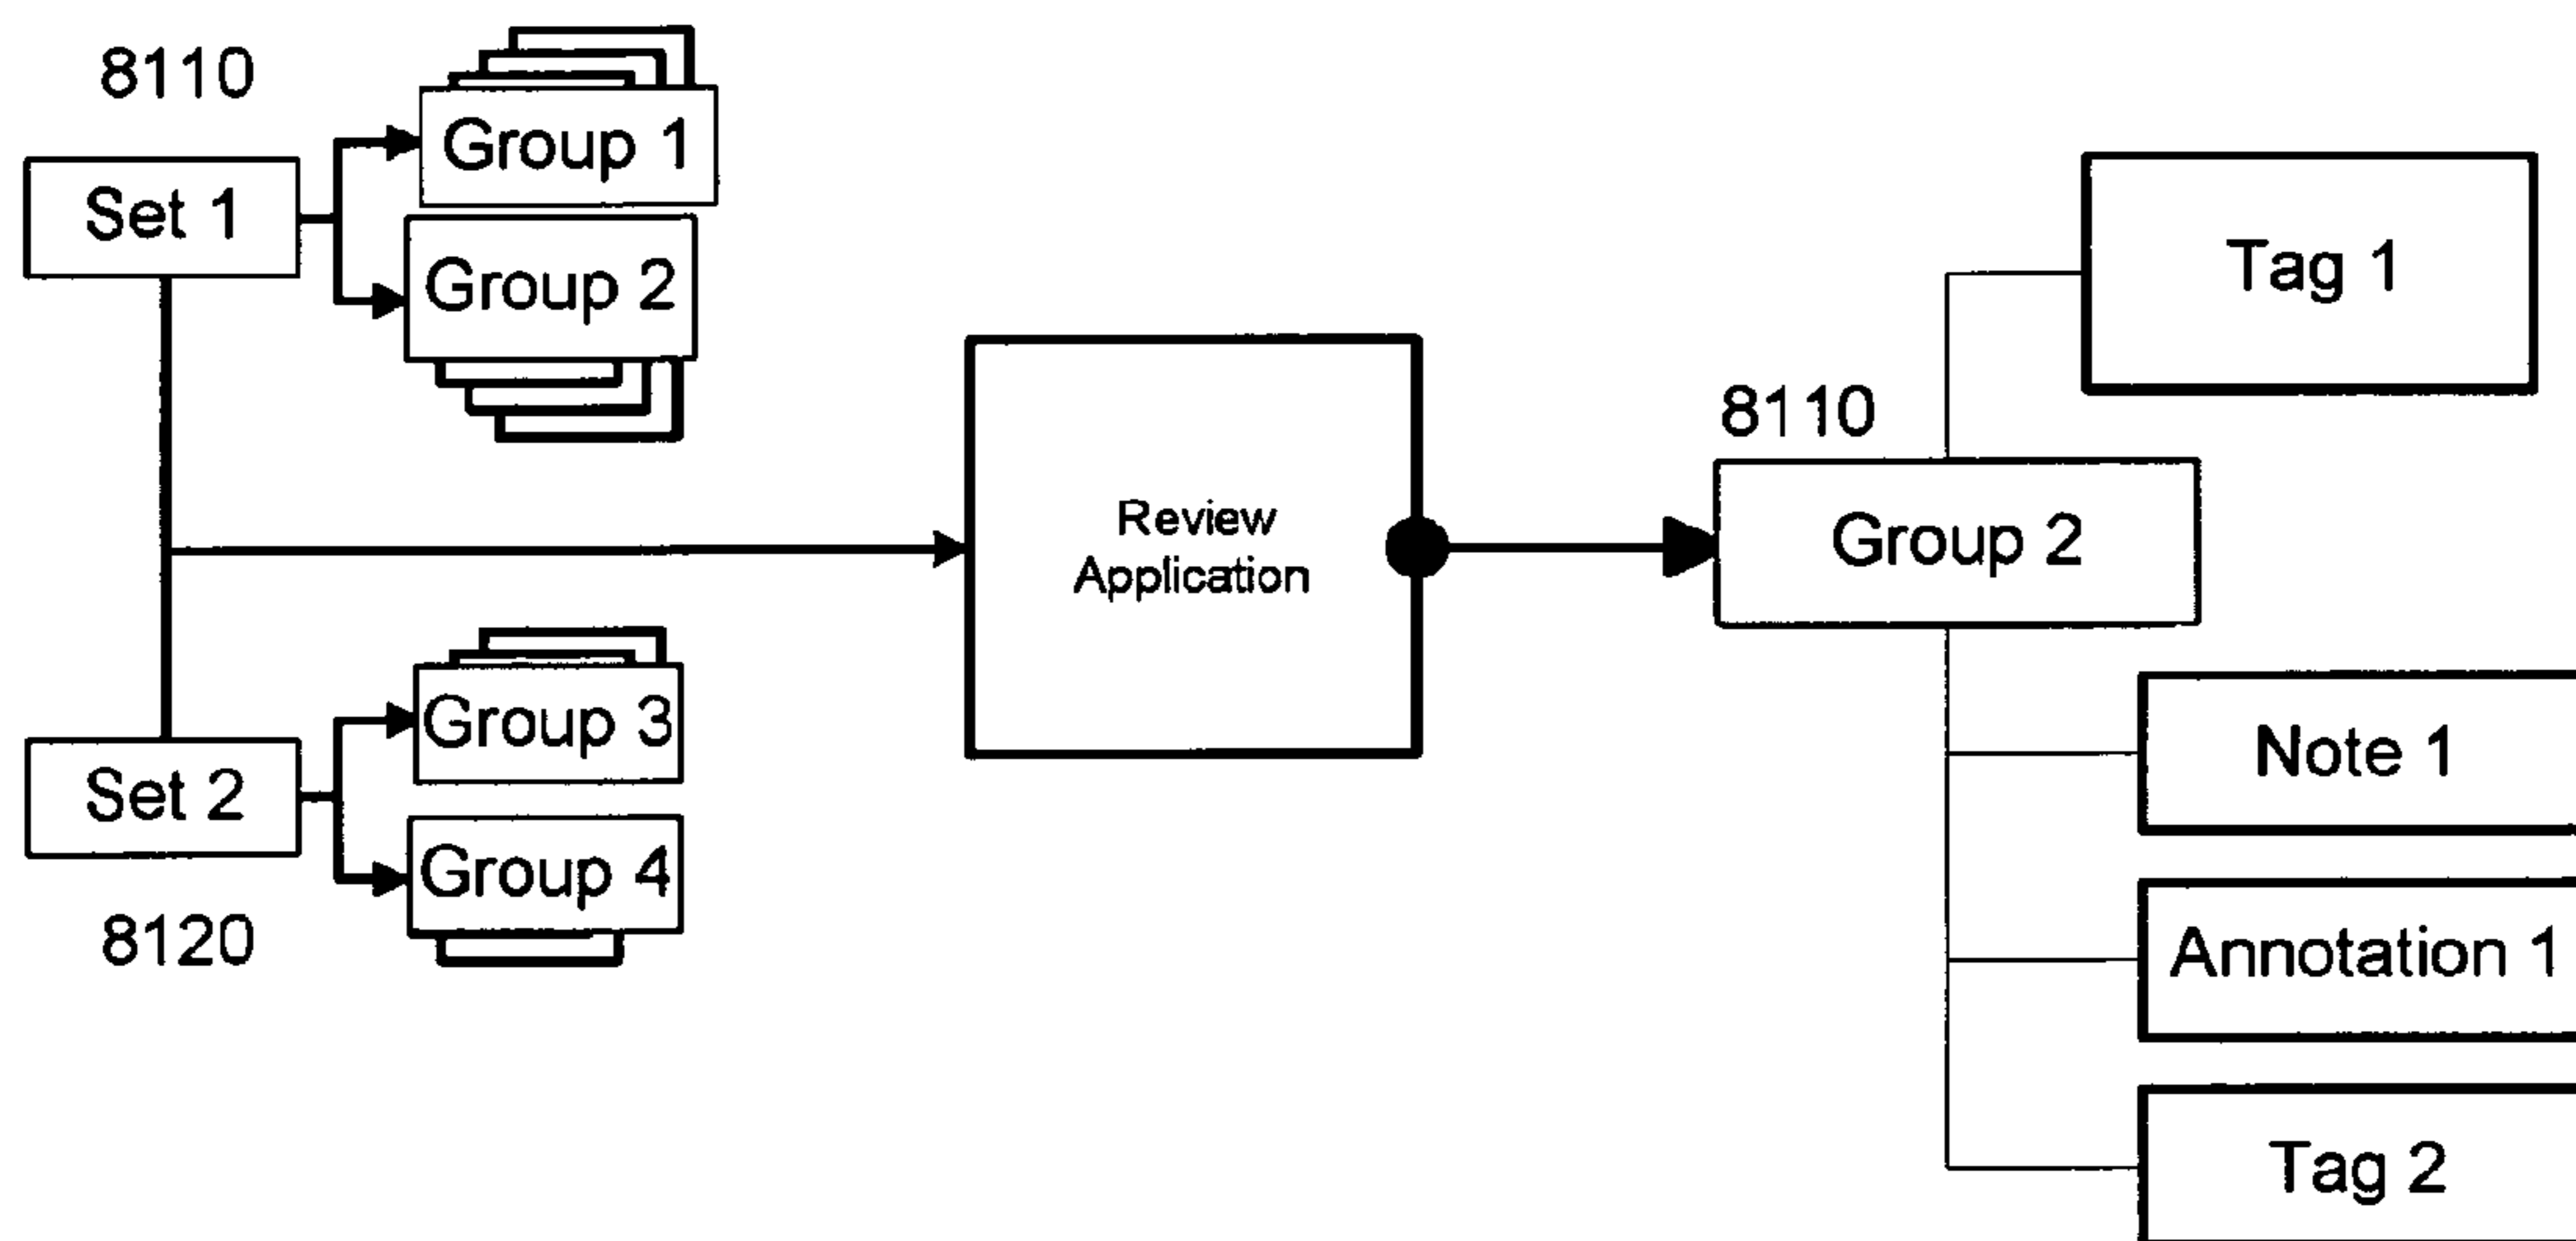 8110
Group 1
Set 1
Group 2
Tag 1
8110
Review
Application
Group 2
Group 3
Note 1
Set 2
Group 4
8120
Annotation 1
Tag 2